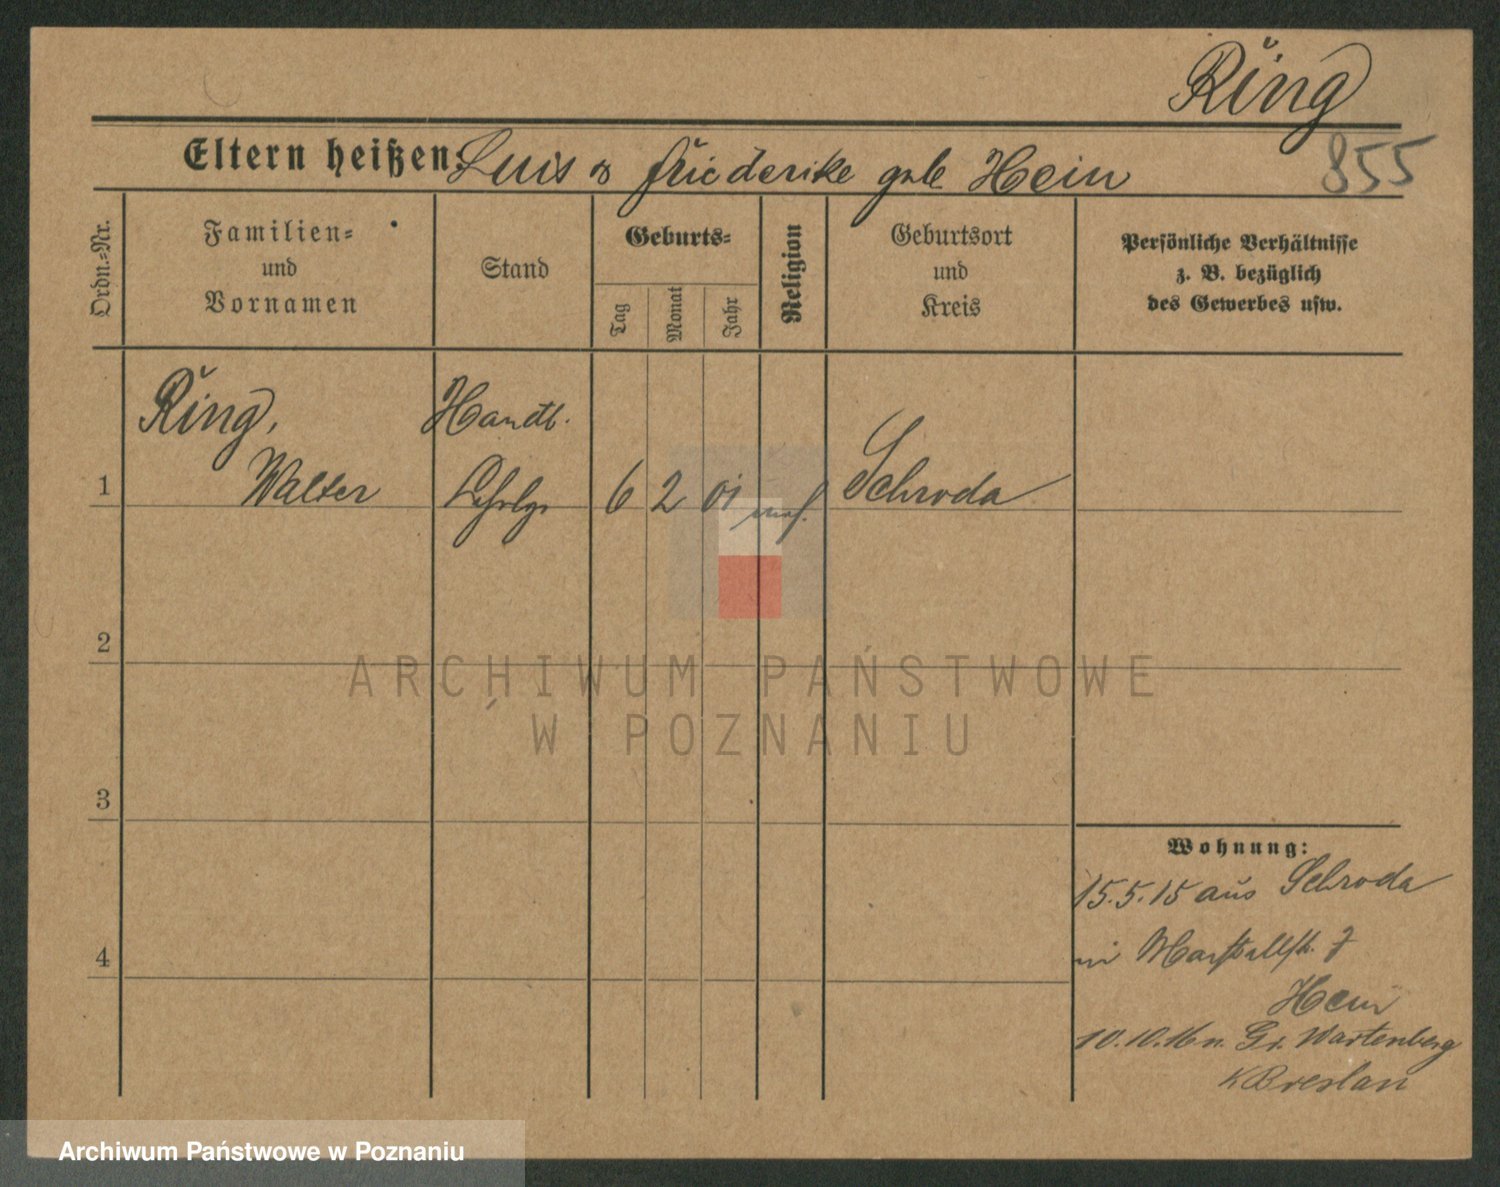 Ring
855
Eltern heißen: Luis & Friederike geb Hein
Ordn.-Nr.
Familien-
und
Vornamen
Stand
Geburts-
Tag
Monat
Jahr
Religion
Geburtsort
und
Kreis
Persönliche Verhältnisse
z. B. bezüglich
des Gewerbes usw.
Ring, Handl.
1 Walter 6 2 01 mos. Schroda
2
3
4
Wohnung:
15.5.15 aus Schroda
Marstallstr. 7
Hein
10.10.16 n. Gr. Wartenberg
Breslau
ARCHIWUM PAŃSTWOWE
W POZNANIU
Archiwum Państwowe w Poznaniu